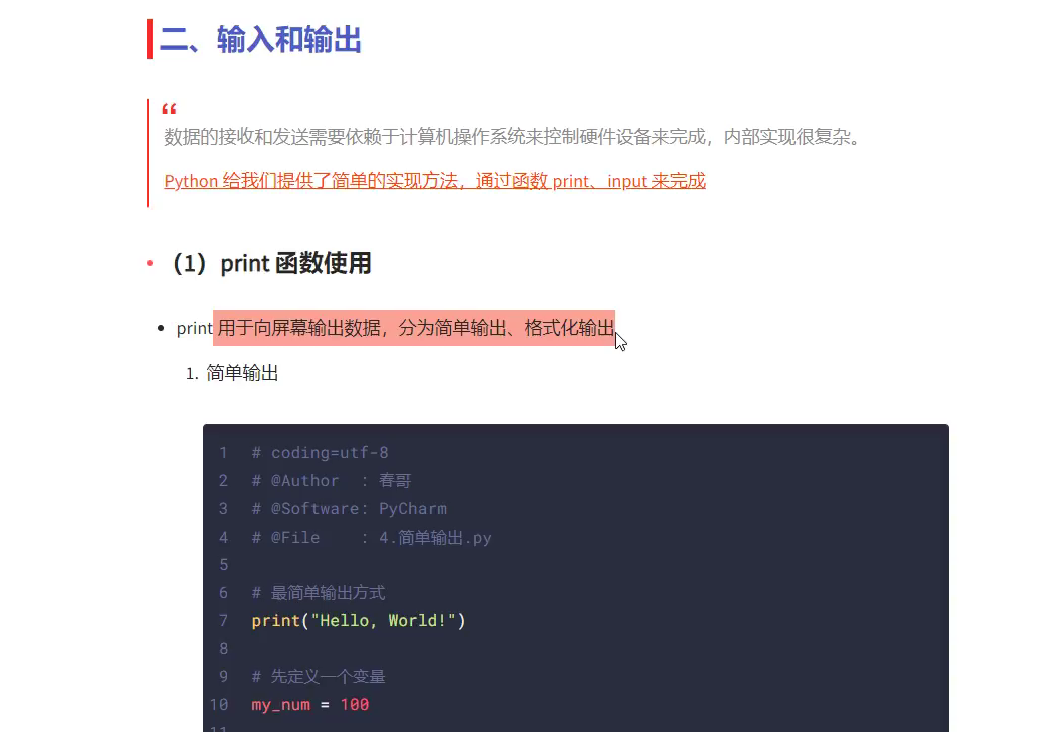 二、输入和输出
“
数据的接收和发送需要依赖于计算机操作系统来控制硬件设备来完成，内部实现很复杂。
Python 给我们提供了简单的实现方法，通过函数 print、input 来完成
• （1）print 函数使用
• print 用于向屏幕输出数据，分为简单输出、格式化输出
1. 简单输出
1 # coding=utf-8
2 # @Author  : 春哥
3 # @Software: PyCharm
4 # @File    : 4.简单输出.py
5
6 # 最简单输出方式
7 print("Hello, World!")
8
9 # 先定义一个变量
10 my_num = 100
11